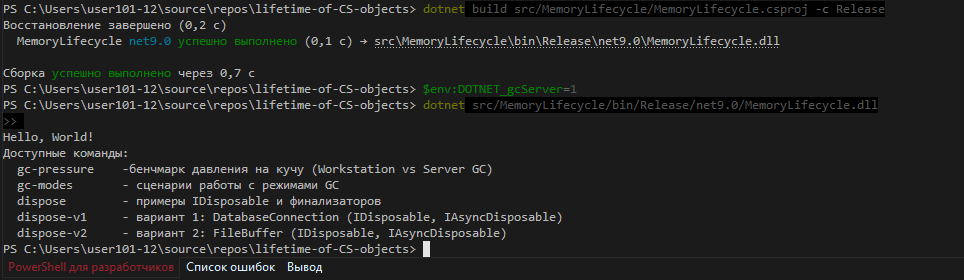 PS C:\Users\user101-12\source\repos\lifetime-of-CS-objects> dotnet build src/MemoryLifecycle/MemoryLifecycle.csproj -c Release
Восстановление завершено (0,2 с)
  MemoryLifecycle net9.0 успешно выполнено (0,1 с) → src\MemoryLifecycle\bin\Release\net9.0\MemoryLifecycle.dll

Сборка успешно выполнено через 0,7 с
PS C:\Users\user101-12\source\repos\lifetime-of-CS-objects> $env:DOTNET_gcServer=1
PS C:\Users\user101-12\source\repos\lifetime-of-CS-objects> dotnet src/MemoryLifecycle/bin/Release/net9.0/MemoryLifecycle.dll
>>
Hello, World!
Доступные команды:
  gc-pressure    -бенчмарк давления на кучу (Workstation vs Server GC)
  gc-modes       - сценарии работы с режимами GC
  dispose        - примеры IDisposable и финализаторов
  dispose-v1     - вариант 1: DatabaseConnection (IDisposable, IAsyncDisposable)
  dispose-v2     - вариант 2: FileBuffer (IDisposable, IAsyncDisposable)
PS C:\Users\user101-12\source\repos\lifetime-of-CS-objects>
PowerShell для разработчиков Список ошибок Вывод